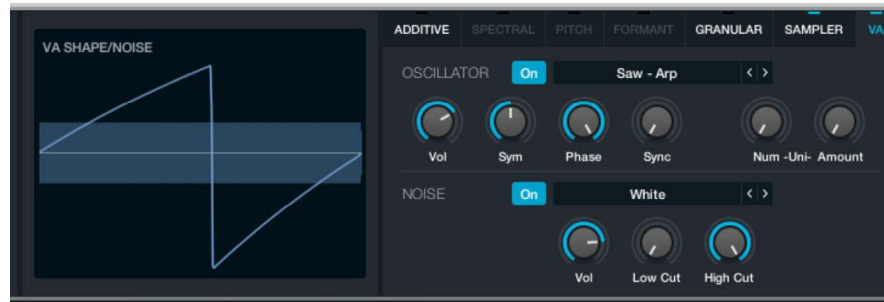 VA SHAPE/NOISE
ADDITIVE SPECTRAL PITCH FORMANT GRANULAR SAMPLER VA
OSCILLATOR On Saw - Arp < >
Vol Sym Phase Sync Num -Uni- Amount
NOISE On White < >
Vol Low Cut High Cut